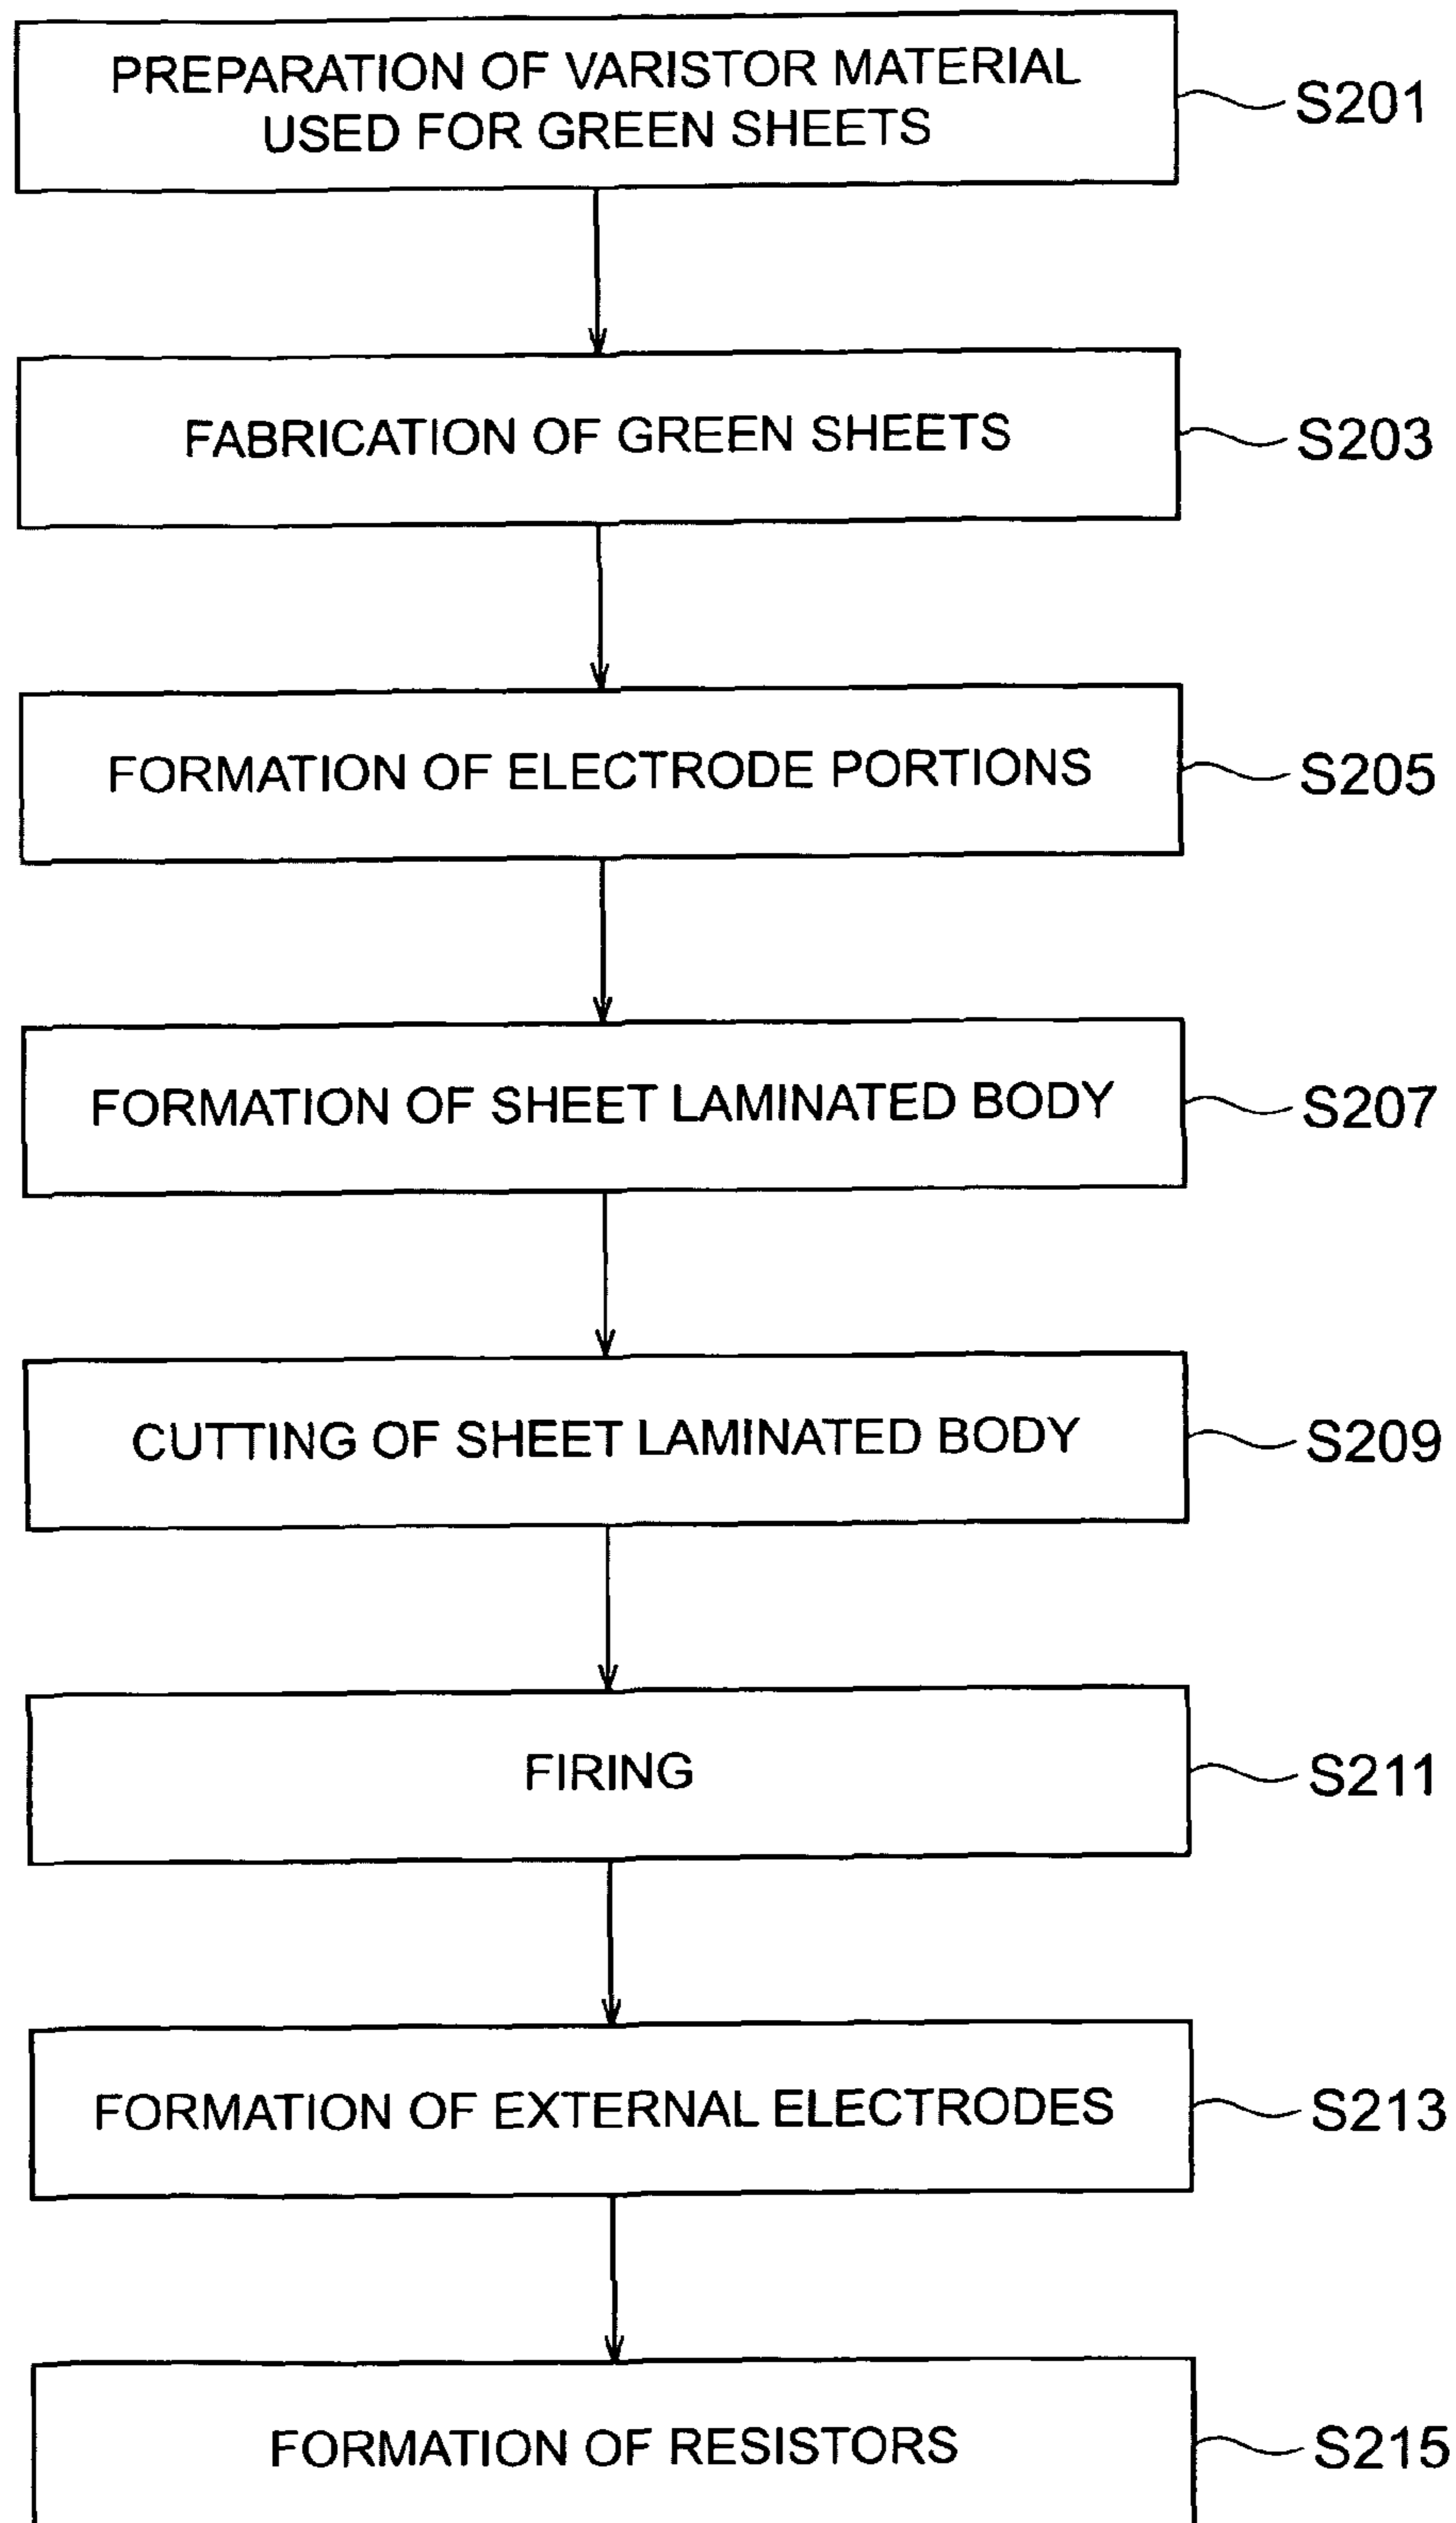 PREPARATION OF VARISTOR MATERIAL
USED FOR GREEN SHEETS
S201
FABRICATION OF GREEN SHEETS
S203
FORMATION OF ELECTRODE PORTIONS
S205
FORMATION OF SHEET LAMINATED BODY
S207
CUTTING OF SHEET LAMINATED BODY
S209
FIRING
S211
FORMATION OF EXTERNAL ELECTRODES
S213
FORMATION OF RESISTORS
S215